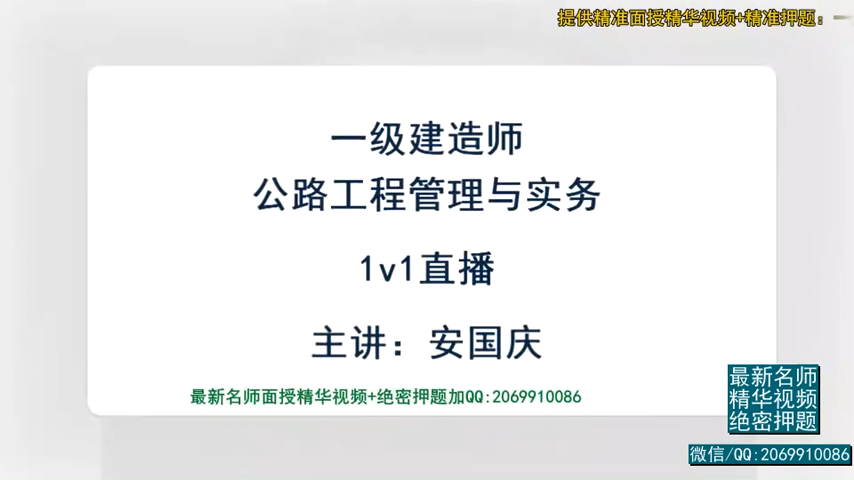 提供精准面授精华视频+精准押题：
一级建造师
公路工程管理与实务
1v1直播
主讲：安国庆
最新名师面授精华视频+绝密押题加QQ:2069910086
最新名师
精华视频
绝密押题
微信/QQ:2069910086